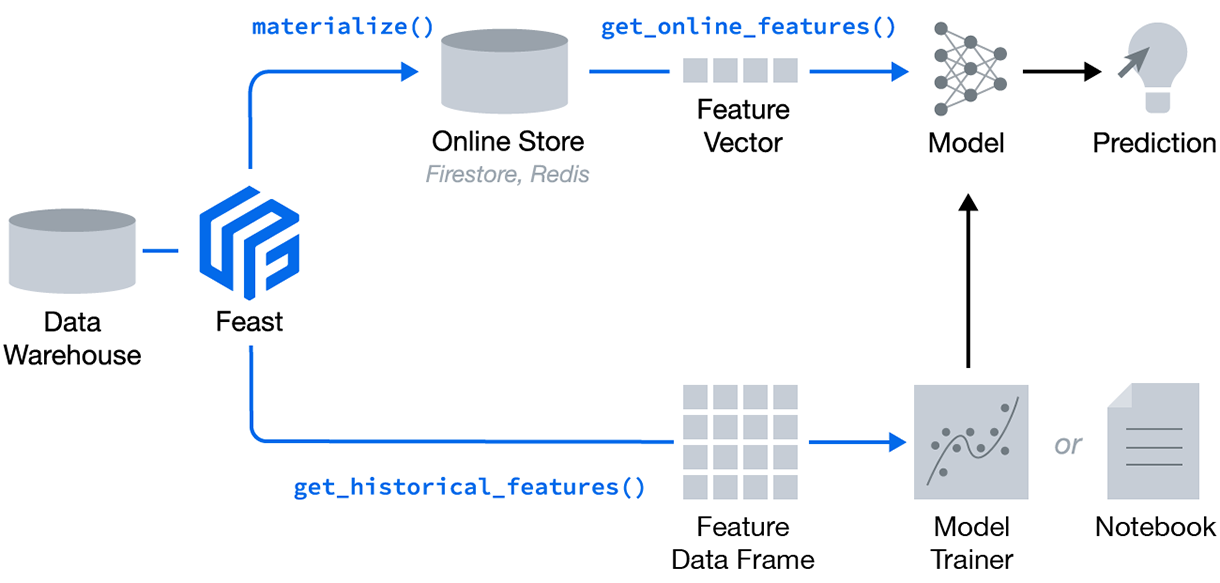 materialize()
get_online_features()
Feature
Vector
Online Store
Firestore, Redis
Model
Prediction
Data
Warehouse
Feast
get_historical_features()
or
Feature
Data Frame
Model
Trainer
Notebook